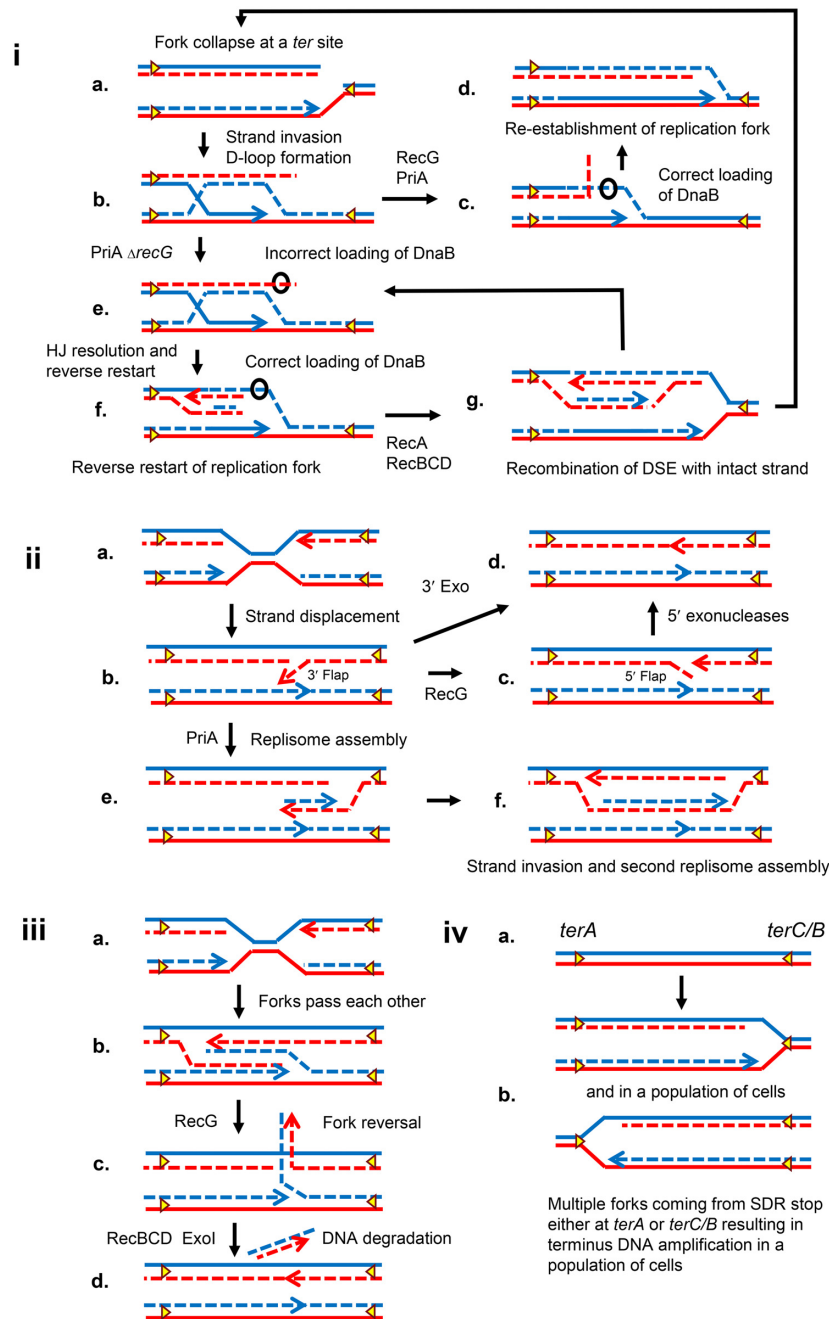 i
Fork collapse at a ter site
a.
d.
Re-establishment of replication fork
Strand invasion
D-loop formation
RecG
PriA
b.
c.
Correct loading
of DnaB
PriA ΔrecG
Incorrect loading of DnaB
e.
HJ resolution and
reverse restart
Correct loading of DnaB
f.
g.
RecA
RecBCD
Reverse restart of replication fork
Recombination of DSE with intact strand
ii
a.
d.
Strand displacement
3′ Exo
5′ exonucleases
b.
3′ Flap
RecG
c.
5′ Flap
PriA
Replisome assembly
e.
f.
Strand invasion and second replisome assembly
iii
a.
Forks pass each other
b.
RecG
Fork reversal
c.
RecBCD ExoI
DNA degradation
d.
iv
terA
terC/B
a.
and in a population of cells
b.
Multiple forks coming from SDR stop
either at terA or terC/B resulting in
terminus DNA amplification in a
population of cells